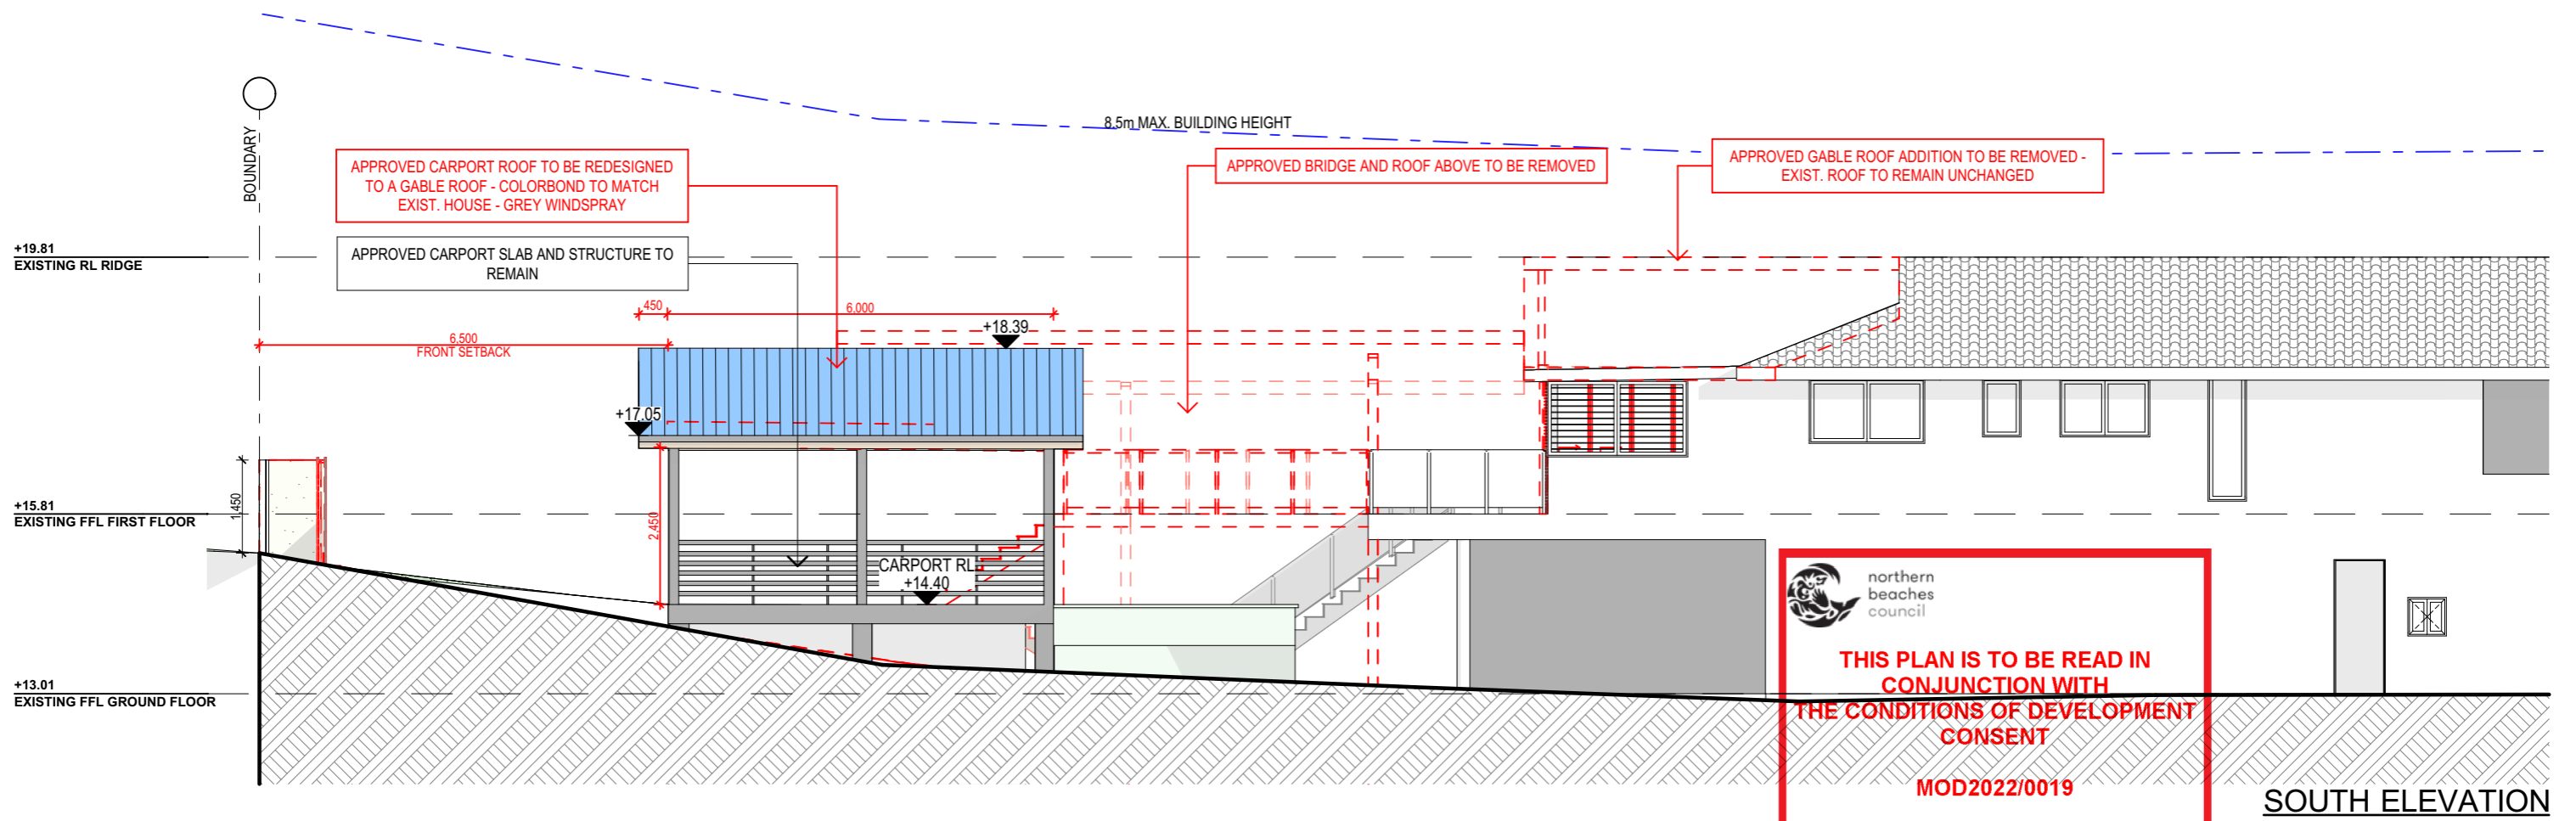 8.5m MAX. BUILDING HEIGHT
BOUNDARY
APPROVED CARPORT ROOF TO BE REDESIGNED
TO A GABLE ROOF - COLORBOND TO MATCH
EXIST. HOUSE - GREY WINDSPRAY
APPROVED BRIDGE AND ROOF ABOVE TO BE REMOVED
APPROVED GABLE ROOF ADDITION TO BE REMOVED -
EXIST. ROOF TO REMAIN UNCHANGED
APPROVED CARPORT SLAB AND STRUCTURE TO
REMAIN
+19.81
EXISTING RL RIDGE
450
6,000
+18.39
6,500
FRONT SETBACK
+17.05
1,450
+15.81
EXISTING FFL FIRST FLOOR
2,450
CARPORT RL
+14.40
+13.01
EXISTING FFL GROUND FLOOR
northern
beaches
council
THIS PLAN IS TO BE READ IN
CONJUNCTION WITH
THE CONDITIONS OF DEVELOPMENT
CONSENT
MOD2022/0019
SOUTH ELEVATION